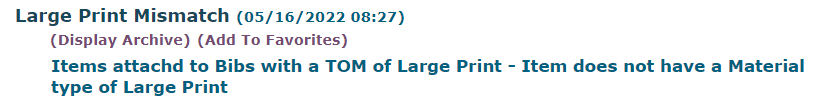 Large Print Mismatch (05/16/2022 08:27)
(Display Archive) (Add To Favorites)
Items attachd to Bibs with a TOM of Large Print - Item does not have a Material
type of Large Print